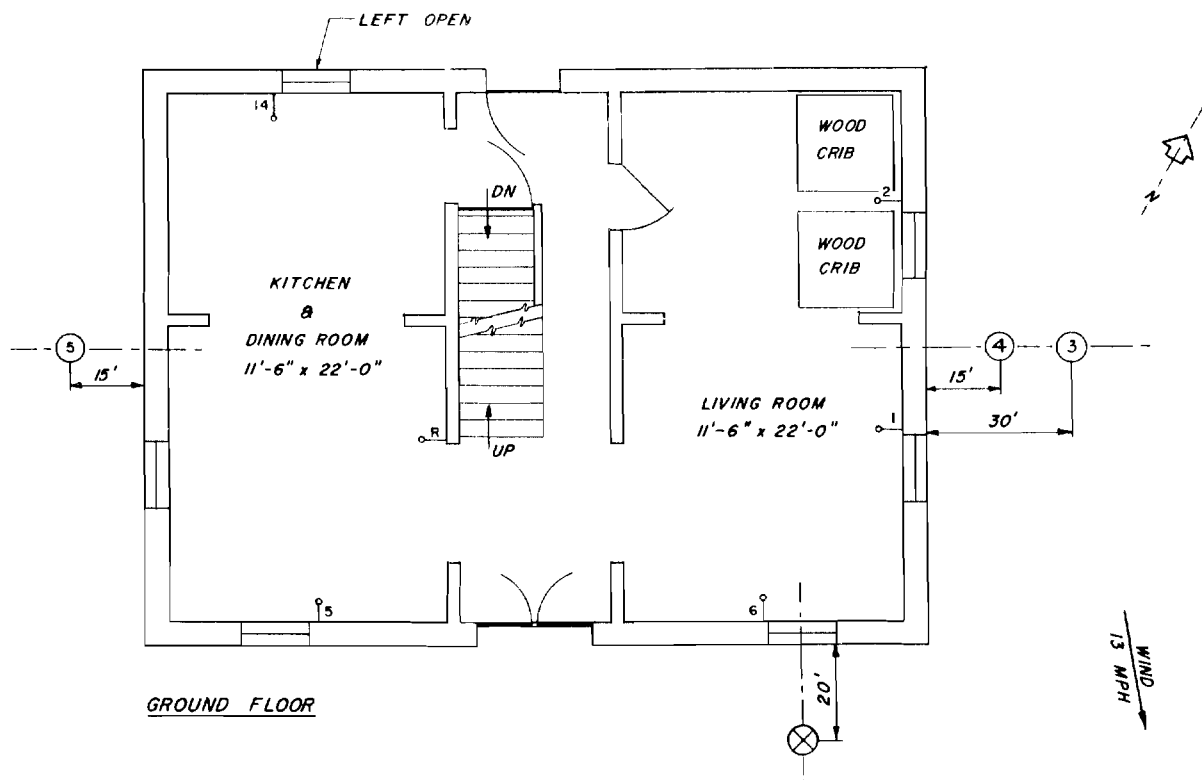 LEFT OPEN
14
WOOD
CRIB
2
N
DN
WOOD
CRIB
KITCHEN
&
DINING ROOM
11'-6" x 22'-0"
5
15'
4
3
15'
30'
LIVING ROOM
11'-6" x 22'-0"
1
R
UP
5
6
WIND
13 MPH
20'
GROUND FLOOR